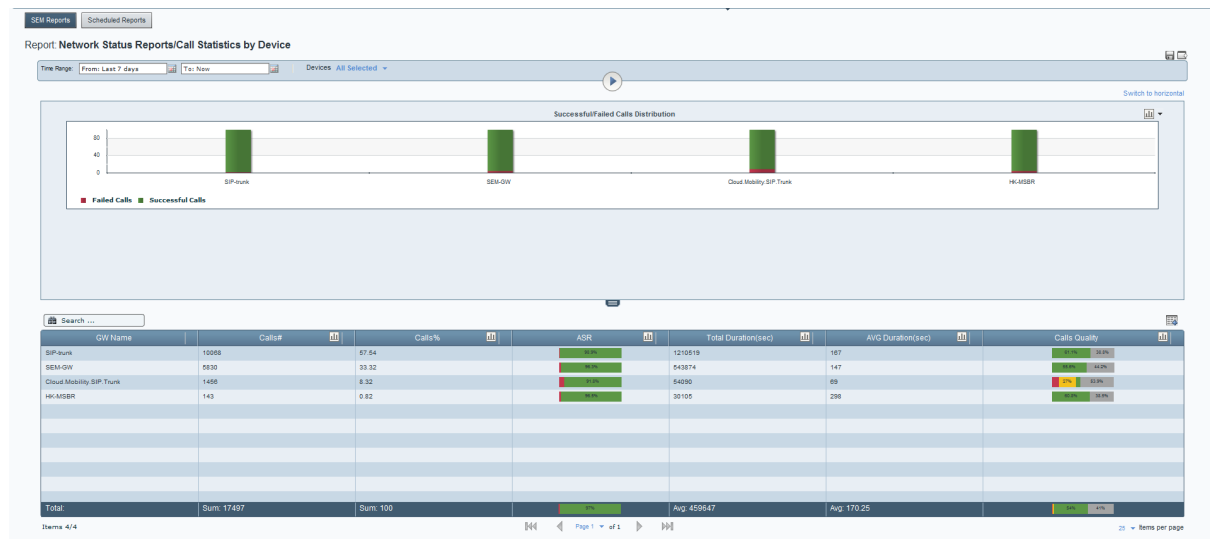 SEM Reports Scheduled Reports
Report: Network Status Reports/Call Statistics by Device
Time Range: From: Last 7 days To: Now Devices All Selected
Switch to horizontal
Successful/Failed Calls Distribution
80
40
0
SIP-trunk SEM-GW Cloud.Mobility.SIP.Trunk HK-MSBR
Failed Calls Successful Calls
Search ...
GW Name Calls# Calls% ASR Total Duration(sec) AVG Duration(sec) Calls Quality
SIP-trunk 10068 57.54 1210519 167
SEM-GW 5830 33.32 543874 147
Cloud.Mobility.SIP.Trunk 1456 8.32 54090 69 27%
HK-MSBR 143 0.82 30105 298
Total: Sum: 17497 Sum: 100 97% Avg: 459647 Avg: 170.25
Items 4/4 Page 1 of 1 25 Items per page